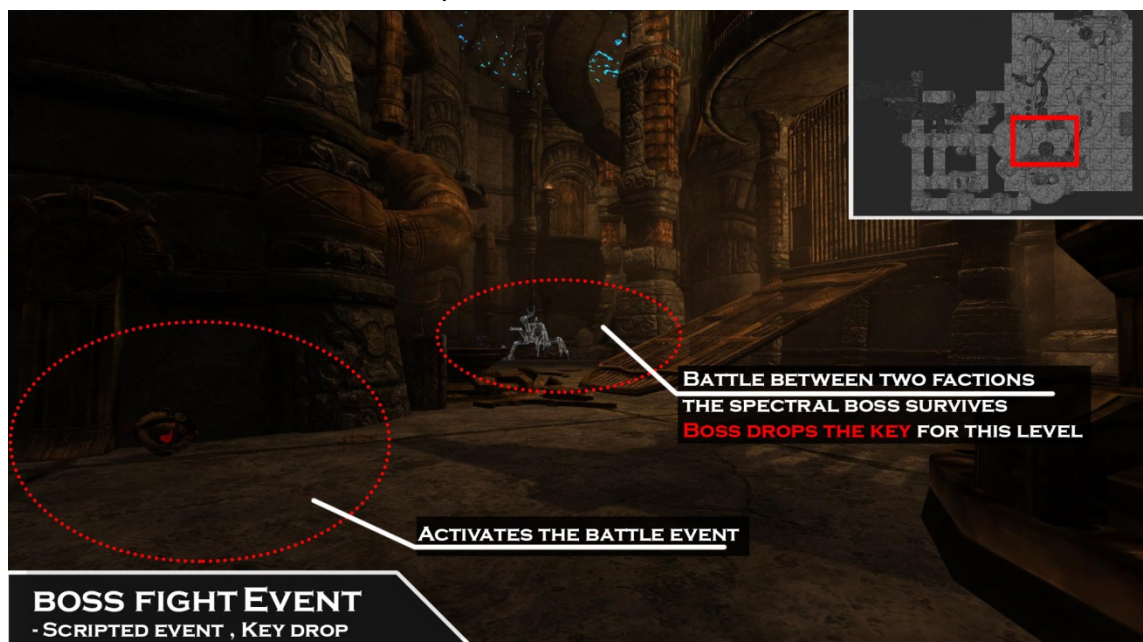 BATTLE BETWEEN TWO FACTIONS
THE SPECTRAL BOSS SURVIVES
BOSS DROPS THE KEY FOR THIS LEVEL
ACTIVATES THE BATTLE EVENT
BOSS FIGHT EVENT
- SCRIPTED EVENT , KEY DROP